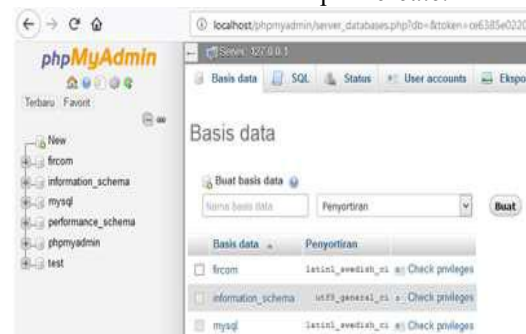 localhost/phpmyadmin/server_databases.php?db=&token=ce6385e0220
phpMyAdmin
Terbaru Favorit
New
fircom
information_schema
mysql
performance_schema
phpmyadmin
test
Server: 127.0.0.1
Basis data SQL Status User accounts Ekspo
Basis data
Buat basis data
Nama basis data Penyortiran Buat
Basis data Penyortiran
fircom latin1_swedish_ci Check privileges
information_schema utf8_general_ci Check privileges
mysql latin1_swedish_ci Check privileges